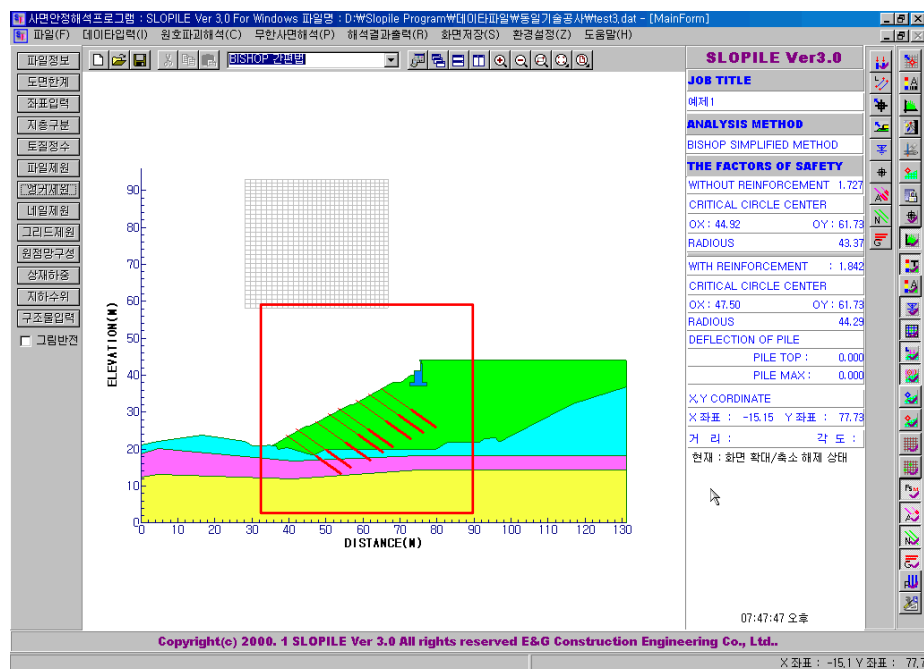 사면안정해석프로그램 : SLOPILE Ver 3,0 For Windows 파일명 : D:\Slopile Program\데이타파일\동일기술공사\test3,dat - [MainForm]
파일(F) 데이타입력(I) 원호파괴해석(C) 무한사면해석(P) 해석결과출력(R) 화면저장(S) 환경설정(Z) 도움말(H)
파일정보
도면한계
좌표입력
지층구분
토질정수
파일제원
앵커제원
네일제원
그리드제원
원점망구성
상재하중
지하수위
구조물입력
그림반전
BISHOP 간편법
ELEVATION(M)
90
80
70
60
50
40
30
20
10
0
0 10 20 30 40 50 60 70 80 90 100 110 120 131
DISTANCE(M)
SLOPILE Ver3.0
JOB TITLE
예제1
ANALYSIS METHOD
BISHOP SIMPLIFIED METHOD
THE FACTORS OF SAFETY
WITHOUT REINFORCEMENT 1.727
CRITICAL CIRCLE CENTER
OX : 44.92 OY : 61.73
RADIOUS 43.37
WITH REINFORCEMENT : 1.842
CRITICAL CIRCLE CENTER
OX : 47.50 OY : 61.73
RADIOUS 44.29
DEFLECTION OF PILE
PILE TOP : 0.000
PILE MAX : 0.000
X,Y CORDINATE
X 좌표 : -15.15 Y 좌표 : 77.73
거 리 : 각 도 :
현재 : 화면 확대/축소 해제 상태
07:47:47 오후
Copyright(c) 2000. 1 SLOPILE Ver 3.0 All rights reserved E&G Construction Engineering Co., Ltd..
X 좌표 : -15,1 Y 좌표 : 77,7